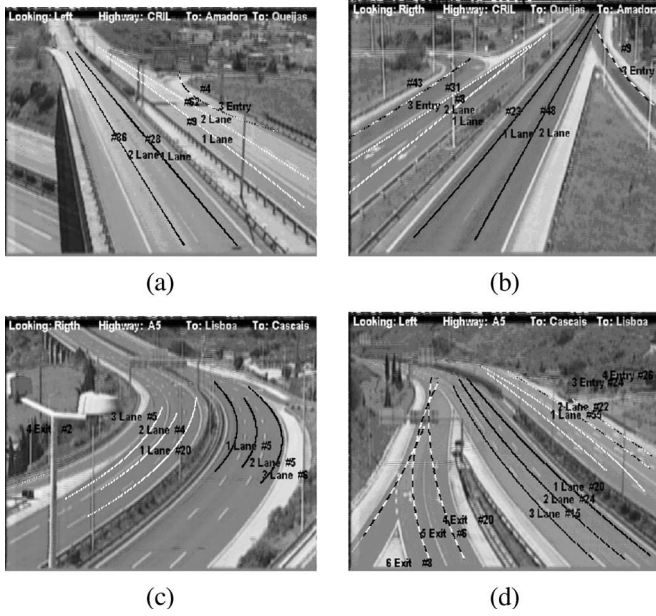 Looking: Left Highway: CRIL To: Amadora To: Queijas
#4
3 Entry
#52
2 Lane
#9
1 Lane
#36
#28
2 Lane
1 Lane
(a)
Looking: Rigth Highway: CRIL To: Queijas To: Amadora
#9
3 Entry
#43
3 Entry
#31
#8
2 Lane
1 Lane
#22
#48
1 Lane
2 Lane
(b)
Looking: Rigth Highway: A5 To: Lisboa To: Cascais
4 Exit #2
3 Lane #5
2 Lane #4
1 Lane #20
1 Lane #5
2 Lane #5
3 Lane #6
(c)
Looking: Left Highway: A5 To: Cascais To: Lisboa
4 Entry #26
3 Entry #24
2 Lane #22
1 Lane #55
1 Lane #20
2 Lane #24
3 Lane #15
4 Exit #20
5 Exit #6
6 Exit #8
(d)